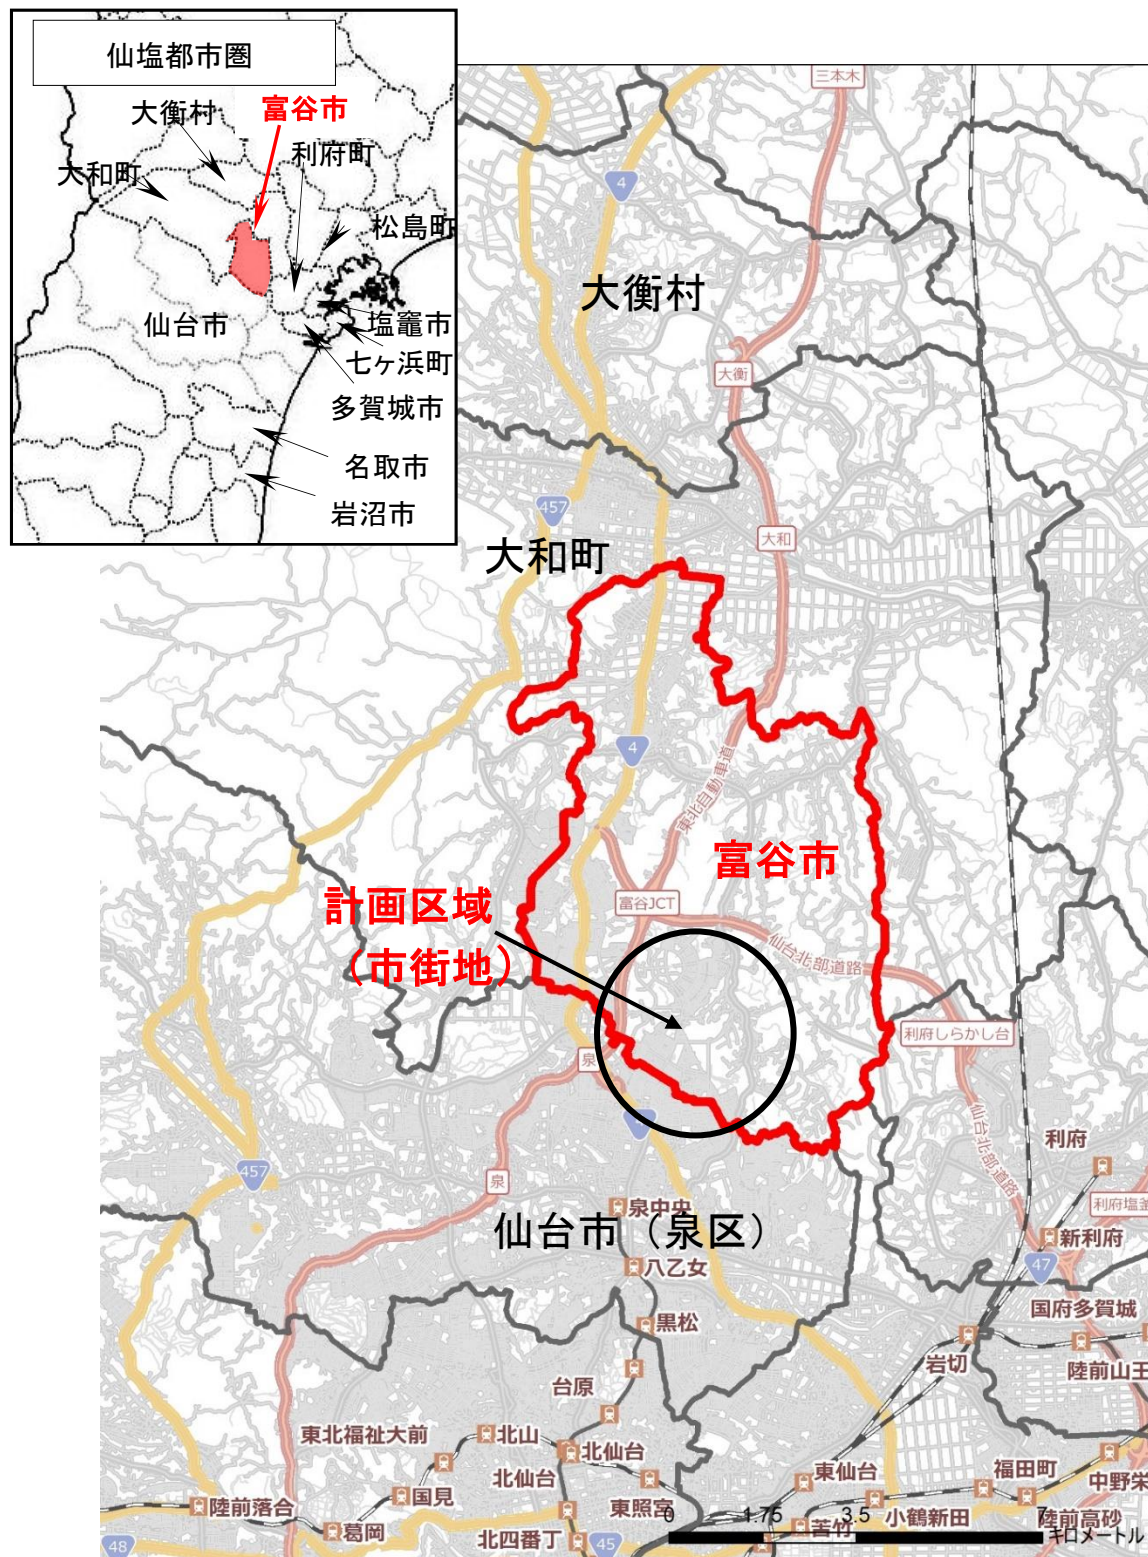 仙塩都市圏
富谷市
大衡村
利府町
大和町
松島町
仙台市
塩竈市
七ヶ浜町
多賀城市
名取市
岩沼市
三本木
4
大衡村
大衡
457
大和
大和町
4
東北自動車道
富谷市
計画区域
（市街地）
富谷JCT
仙台北部道路
利府しらかし台
泉
仙台北部道路
利府
457
泉
利府塩釜
泉中央
仙台市（泉区）
新利府
八乙女
47
国府多賀城
黒松
岩切
陸前山王
台原
東北福祉大前
北山
北仙台
北仙台
東仙台
福田町
中野栄
国見
東照宮
陸前落合
葛岡
小鶴新田
苦竹
陸前高砂
北四番丁
45
48
0 1.75 3.5 7
キロメートル